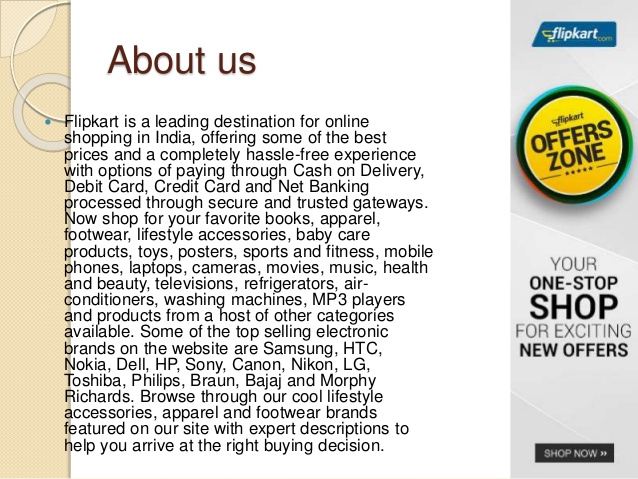 About us
Flipkart is a leading destination for online
shopping in India, offering some of the best
prices and a completely hassle-free experience
with options of paying through Cash on Delivery,
Debit Card, Credit Card and Net Banking
processed through secure and trusted gateways.
Now shop for your favorite books, apparel,
footwear, lifestyle accessories, baby care
products, toys, posters, sports and fitness, mobile
phones, laptops, cameras, movies, music, health
and beauty, televisions, refrigerators, air-
conditioners, washing machines, MP3 players
and products from a host of other categories
available. Some of the top selling electronic
brands on the website are Samsung, HTC,
Nokia, Dell, HP, Sony, Canon, Nikon, LG,
Toshiba, Philips, Braun, Bajaj and Morphy
Richards. Browse through our cool lifestyle
accessories, apparel and footwear brands
featured on our site with expert descriptions to
help you arrive at the right buying decision.
flipkart.com
flipkart
OFFERS
ZONE
YOUR
ONE-STOP
SHOP
FOR EXCITING
NEW OFFERS
SHOP NOW »